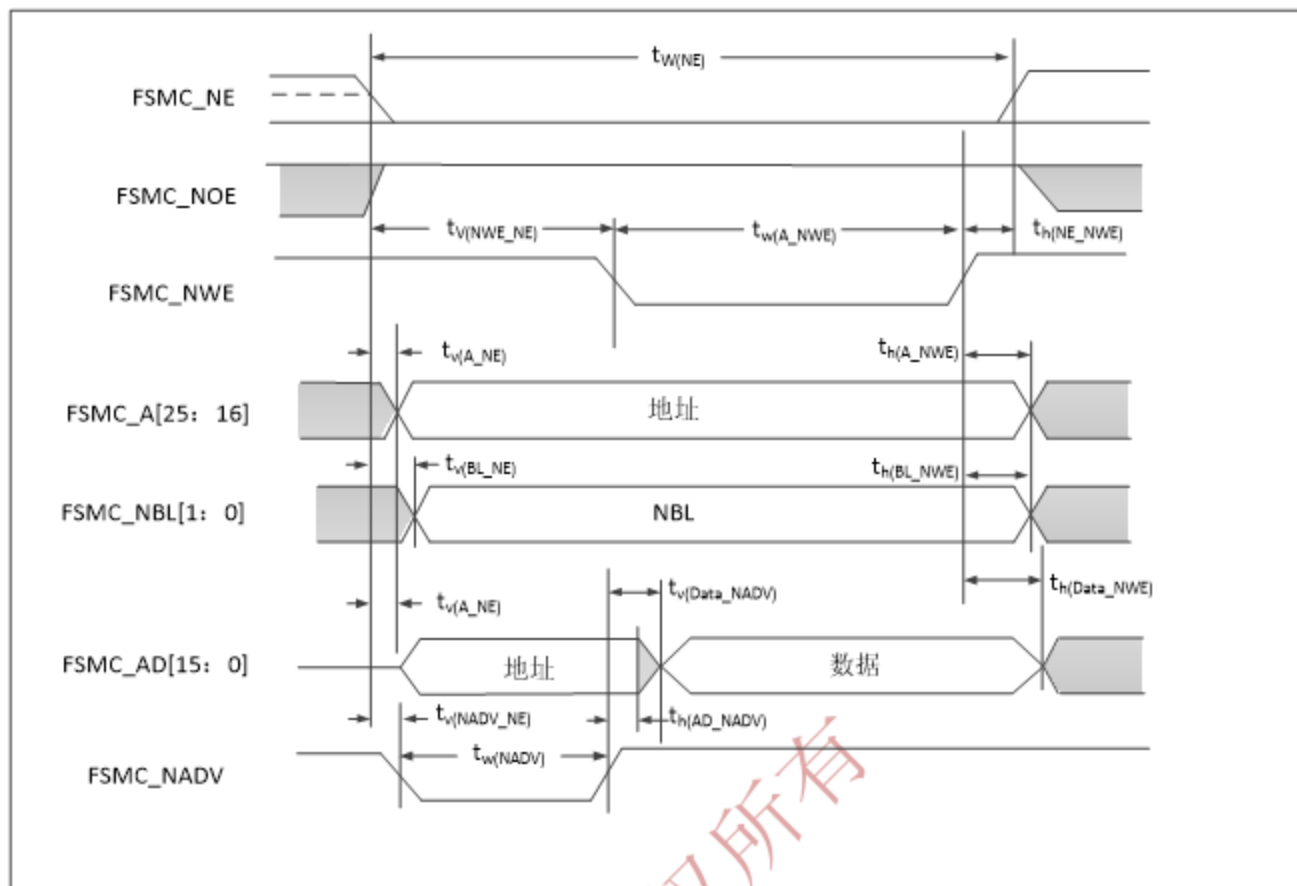 tW(NE)
FSMC_NE
FSMC_NOE
tV(NWE_NE)
tw(A_NWE)
th(NE_NWE)
FSMC_NWE
tv(A_NE)
th(A_NWE)
FSMC_A[25：16]
地址
tv(BL_NE)
th(BL_NWE)
FSMC_NBL[1：0]
NBL
tv(A_NE)
tv(Data_NADV)
th(Data_NWE)
FSMC_AD[15：0]
地址
数据
tv(NADV_NE)
th(AD_NADV)
tw(NADV)
FSMC_NADV
所有